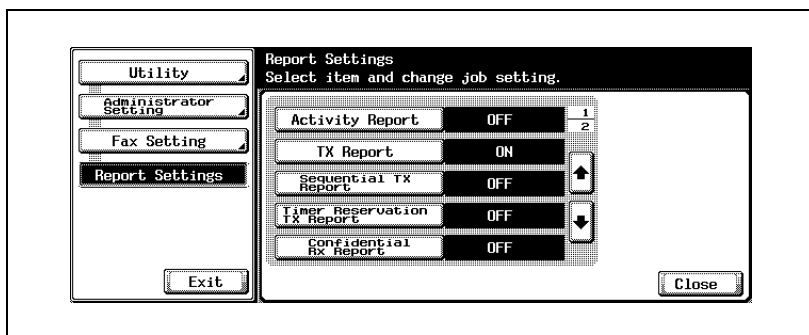 Utility
Administrator
Setting
Fax Setting
Report Settings
Exit
Report Settings
Select item and change job setting.
Activity Report OFF
TX Report ON
Sequential TX
Report OFF
Timer Reservation
TX Report OFF
Confidential
Rx Report OFF
1
2
Close